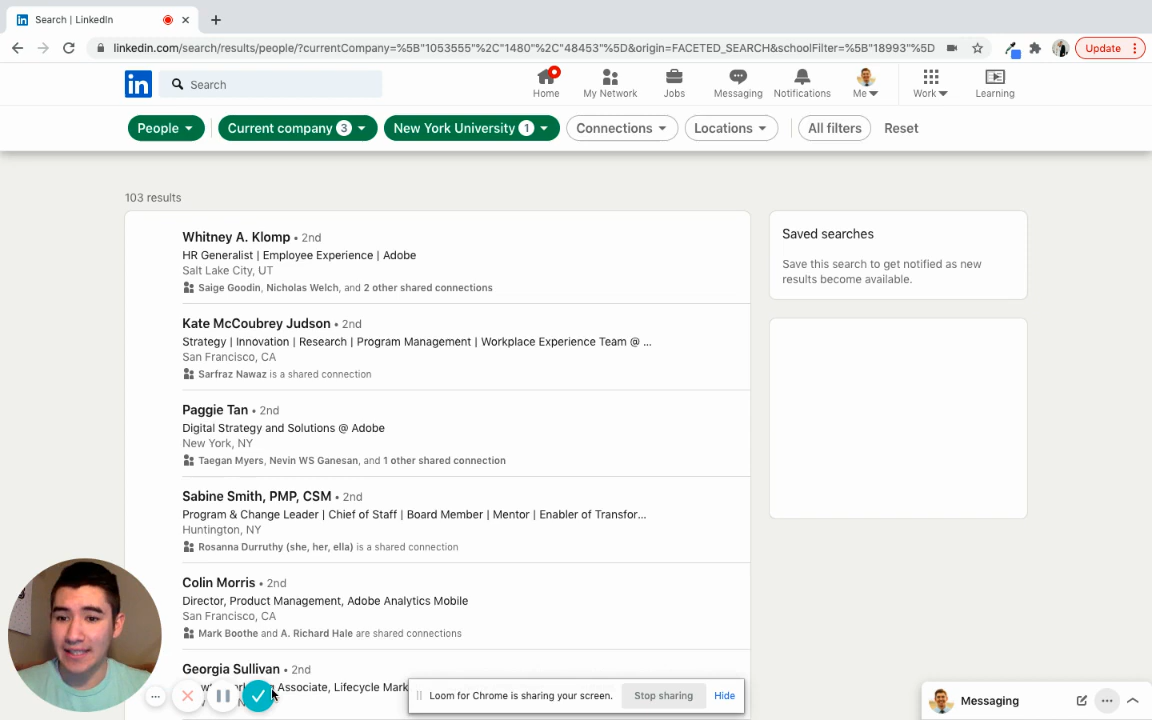 Search | LinkedIn
linkedin.com/search/results/people/?currentCompany=%5B"1053555"%2C"1480"%2C"48453"%5D&origin=FACETED_SEARCH&schoolFilter=%5B"18993"%5D
Update
in
Search
Home
My Network
Jobs
Messaging
Notifications
Me
Work
Learning
People
Current company 3
New York University 1
Connections
Locations
All filters
Reset
103 results
Whitney A. Klomp • 2nd
HR Generalist | Employee Experience | Adobe
Salt Lake City, UT
Saige Goodin, Nicholas Welch, and 2 other shared connections
Kate McCoubrey Judson • 2nd
Strategy | Innovation | Research | Program Management | Workplace Experience Team @ ...
San Francisco, CA
Sarfraz Nawaz is a shared connection
Paggie Tan • 2nd
Digital Strategy and Solutions @ Adobe
New York, NY
Taegan Myers, Nevin WS Ganesan, and 1 other shared connection
Sabine Smith, PMP, CSM • 2nd
Program & Change Leader | Chief of Staff | Board Member | Mentor | Enabler of Transfor...
Huntington, NY
Rosanna Durruthy (she, her, ella) is a shared connection
Colin Morris • 2nd
Director, Product Management, Adobe Analytics Mobile
San Francisco, CA
Mark Boothe and A. Richard Hale are shared connections
Georgia Sullivan • 2nd
Associate, Lifecycle
Saved searches
Save this search to get notified as new
results become available.
Loom for Chrome is sharing your screen.
Stop sharing
Hide
Messaging